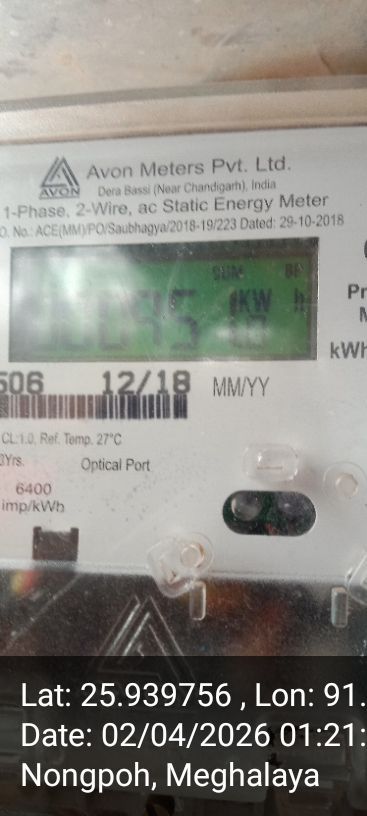 AVON
Avon Meters Pvt. Ltd.
Dera Bassi (Near Chandigarh), India
1-Phase, 2-Wire, ac Static Energy Meter
O. No.: ACE(MM)/PO/Saubhagya/2018-19/223 Dated: 29-10-2018
SUM
KW h
Pr
kWh
506 12/18 MM/YY
CL:1.0, Ref. Temp. 27°C
Yrs. Optical Port
6400
imp/kWh
Lat: 25.939756 , Lon: 91.
Date: 02/04/2026 01:21:
Nongpoh, Meghalaya